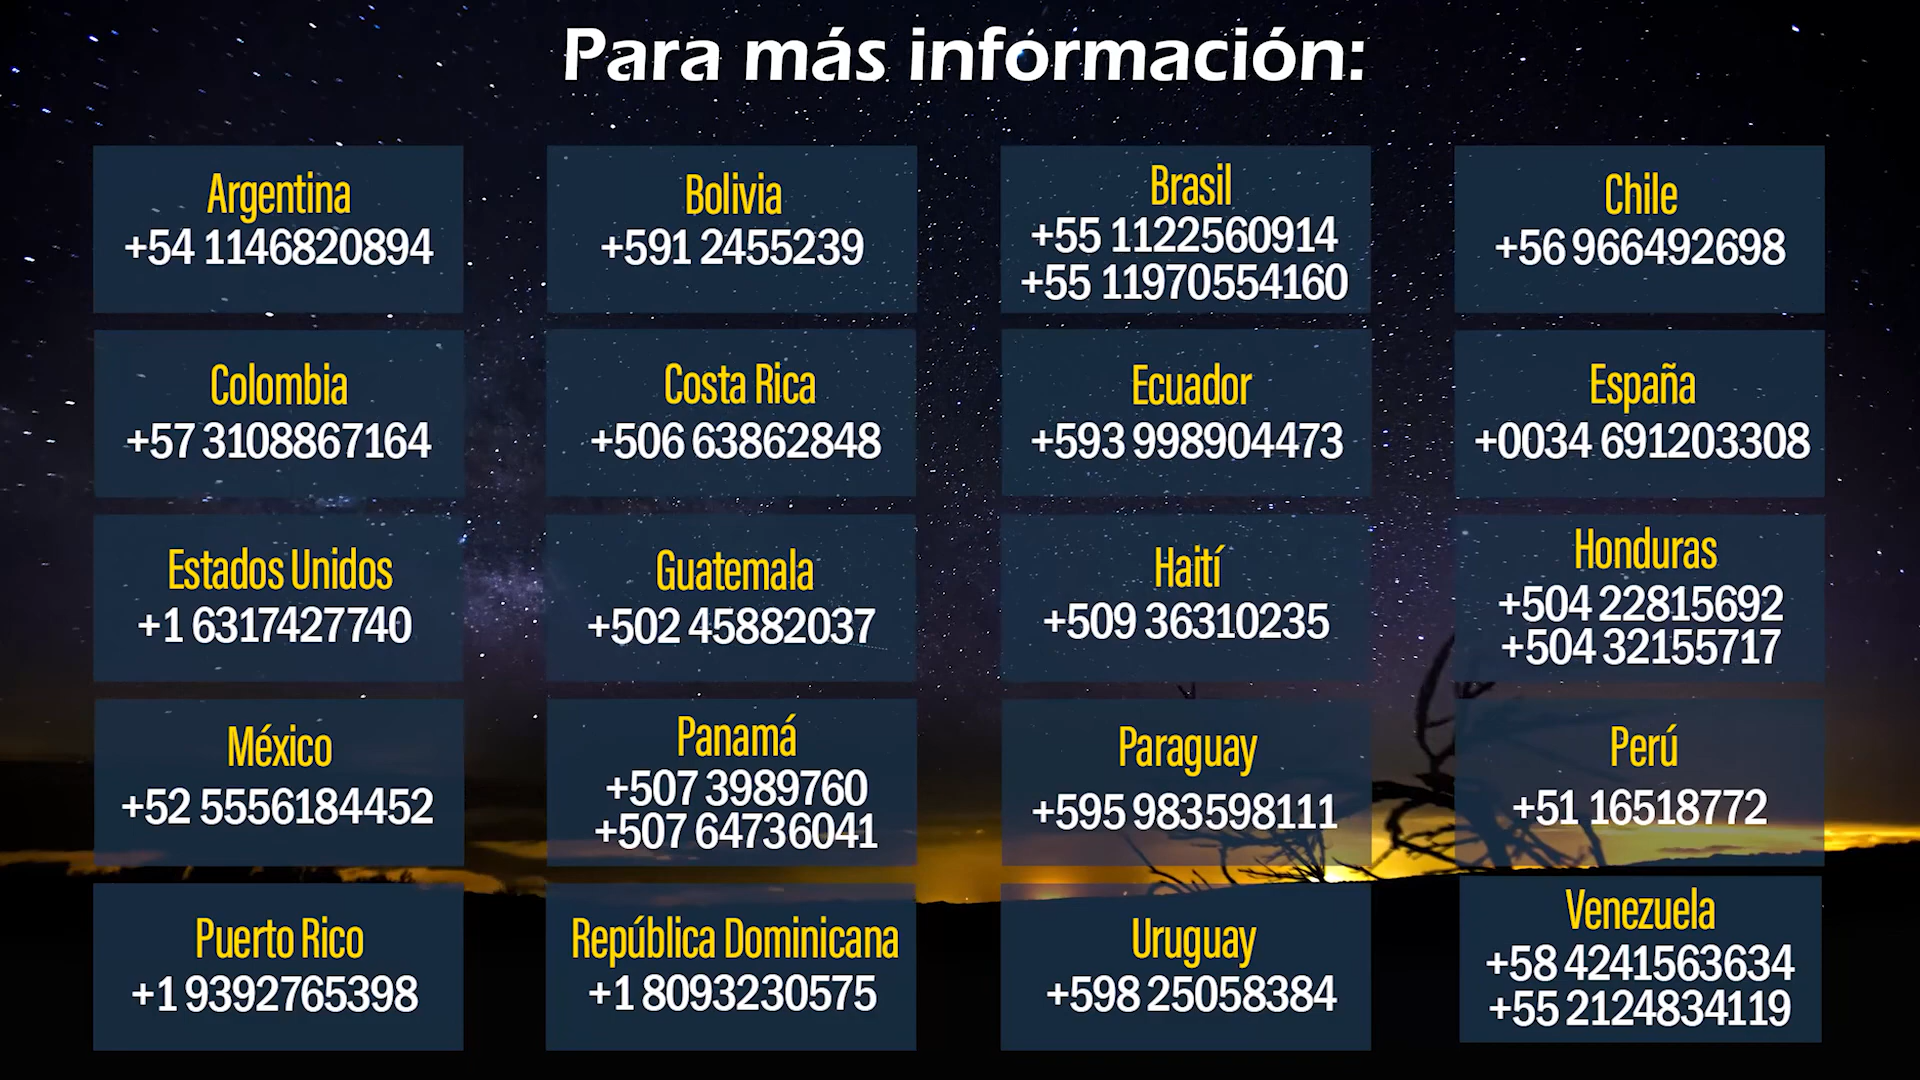 Para más información:
Argentina
+54 1146820894
Bolivia
+591 2455239
Brasil
+55 1122560914
+55 11970554160
Chile
+56 966492698
Colombia
+57 3108867164
Costa Rica
+506 63862848
Ecuador
+593 998904473
España
+0034 691203308
Estados Unidos
+1 6317427740
Guatemala
+502 45882037
Haití
+509 36310235
Honduras
+504 22815692
+504 32155717
México
+52 5556184452
Panamá
+507 3989760
+507 64736041
Paraguay
+595 983598111
Perú
+51 16518772
Puerto Rico
+1 9392765398
República Dominicana
+1 8093230575
Uruguay
+598 25058384
Venezuela
+58 4241563634
+55 2124834119